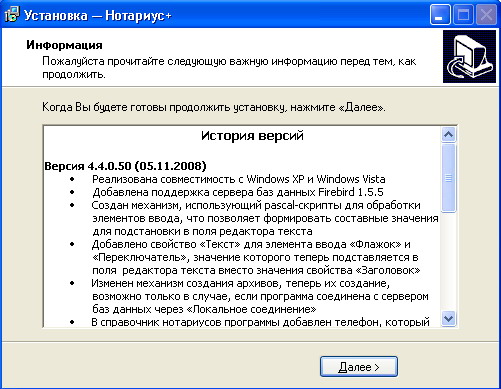 Установка — Нотариус+
Информация
Пожалуйста прочитайте следующую важную информацию перед тем, как
продолжить.
Когда Вы будете готовы продолжить установку, нажмите «Далее».
История версий
Версия 4.4.0.50 (05.11.2008)
• Реализована совместимость с Windows XP и Windows Vista
• Добавлена поддержка сервера баз данных Firebird 1.5.5
• Создан механизм, использующий pascal-скрипты для обработки
элементов ввода, что позволяет формировать составные значения
для подстановки в поля редактора текста
• Добавлено свойство «Текст» для элемента ввода «Флажок» и
«Переключатель», значение которого теперь подставляется в
поля редактора текста вместо значения свойства «Заголовок»
• Изменен механизм создания архивов, теперь их создание,
возможно только в случае, если программа соединена с сервером
баз данных через «Локальное соединение»
• В справочник нотариусов программы добавлен телефон, который
Далее >